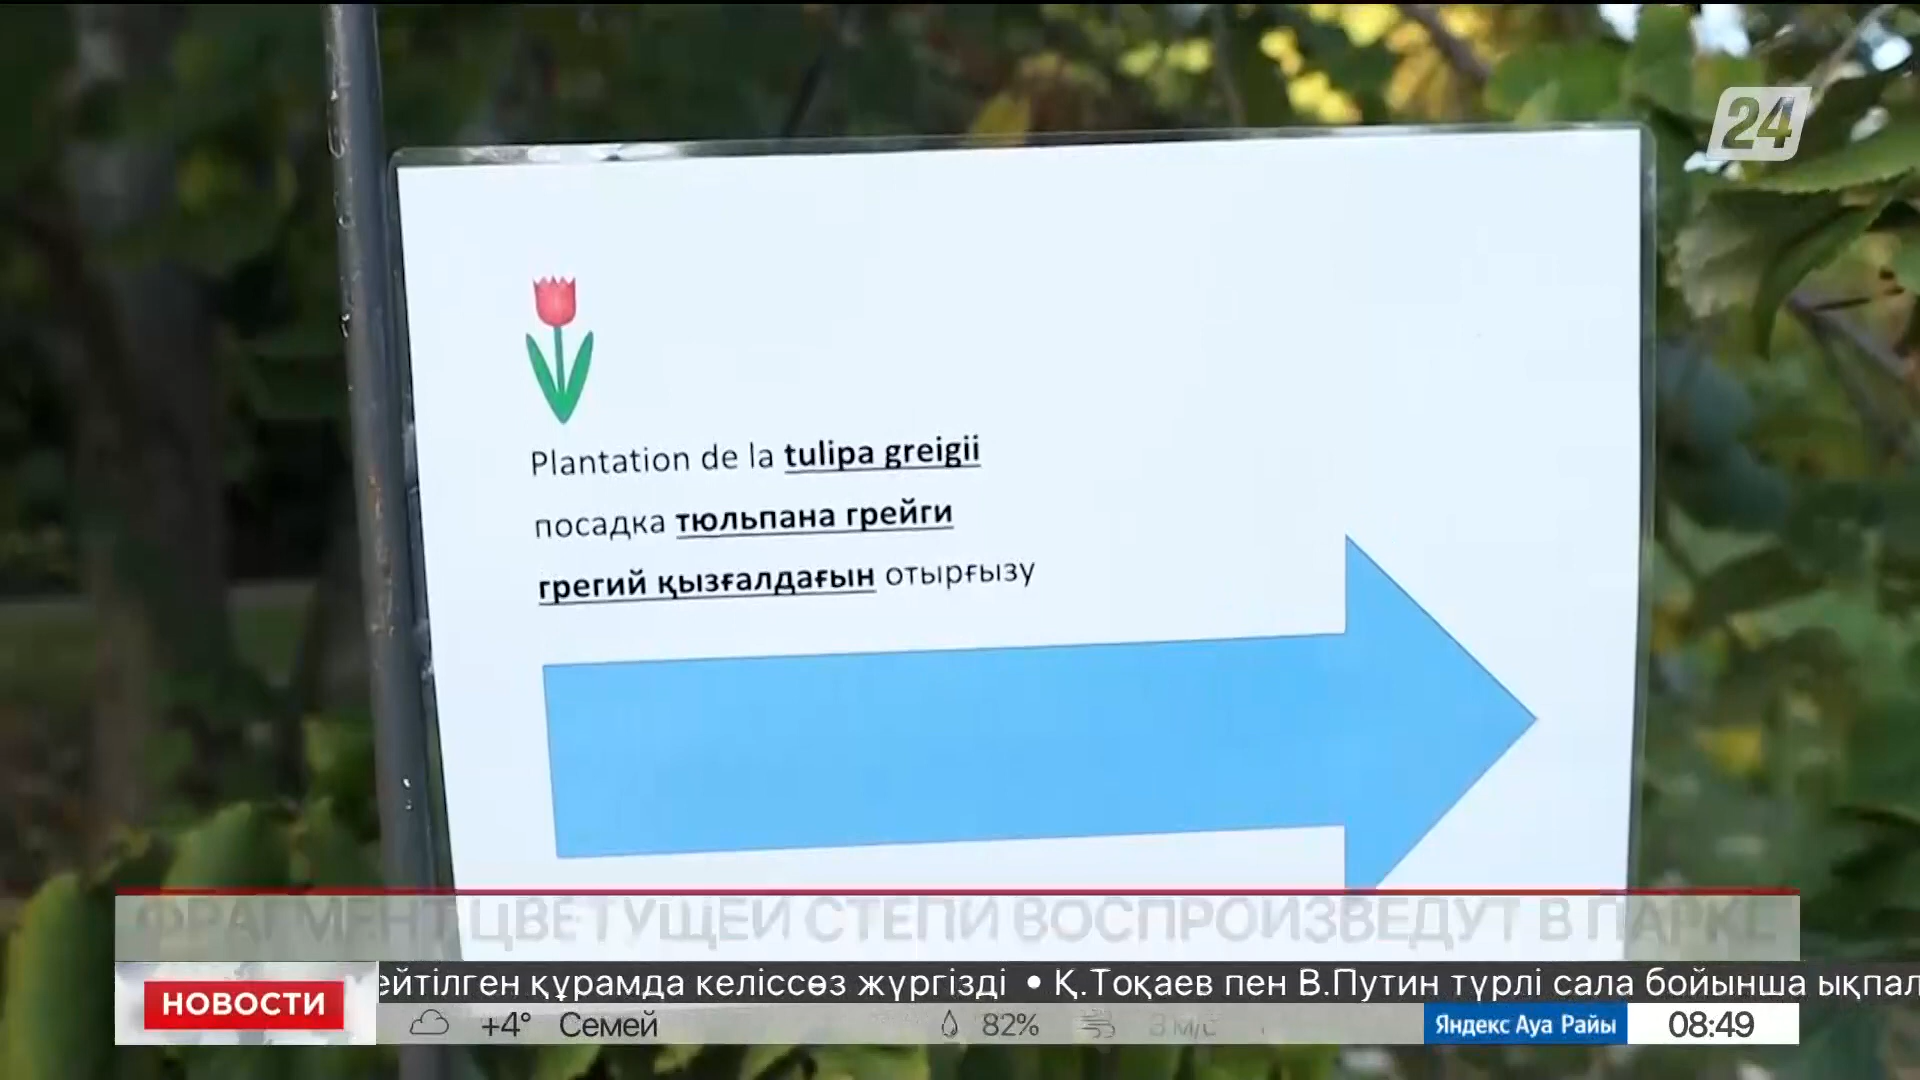 24
Plantation de la tulipa greigii
посадка тюльпана грейги
грегий қызғалдағын отырғызу
ФРАГМЕНТ ЦВЕТУЩЕЙ СТЕПИ ВОСПРОИЗВЕДУТ В ПАРКЕ
НОВОСТИ
ейтілген құрамда келіссөз жүргізді • Қ.Тоқаев пен В.Путин түрлі сала бойынша ықпал
+4° Семей 82% 3 м/с Яндекс Ауа Райы 08:49